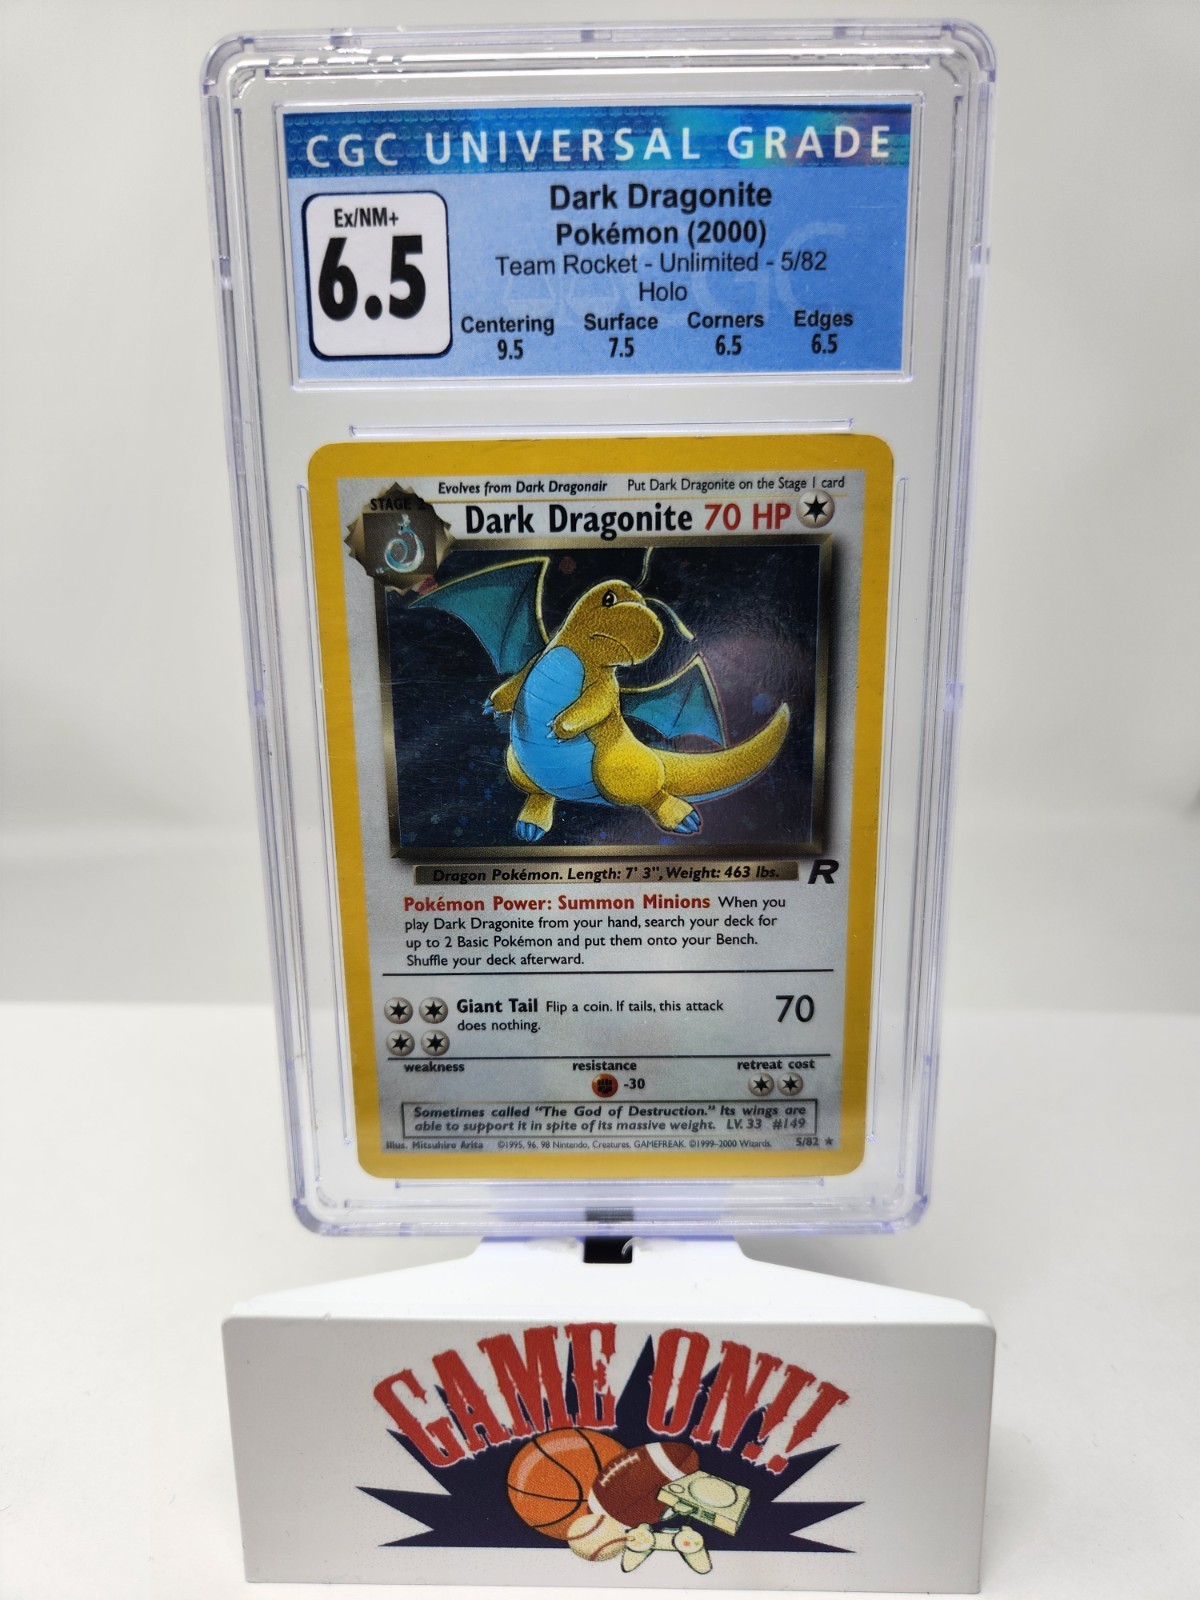 CGC UNIVERSAL GRADE
Ex/NM+
6.5
Dark Dragonite
Pokémon (2000)
Team Rocket - Unlimited - 5/82
Holo
Centering Surface Corners Edges
9.5 7.5 6.5 6.5
Evolves from Dark Dragonair Put Dark Dragonite on the Stage 1 card
STAGE 2
Dark Dragonite 70 HP
Dragon Pokémon. Length: 7' 3", Weight: 463 lbs.
R
Pokémon Power: Summon Minions When you
play Dark Dragonite from your hand, search your deck for
up to 2 Basic Pokémon and put them onto your Bench.
Shuffle your deck afterward.
Giant Tail Flip a coin. If tails, this attack
does nothing.
70
weakness resistance retreat cost
-30
Sometimes called "The God of Destruction." Its wings are
able to support it in spite of its massive weight. LV. 33 #149
Illus. Mitsuhiro Arita ©1995, 96, 98 Nintendo, Creatures, GAMEFREAK. ©1999-2000 Wizards. 5/82 ★
GAME ON!!